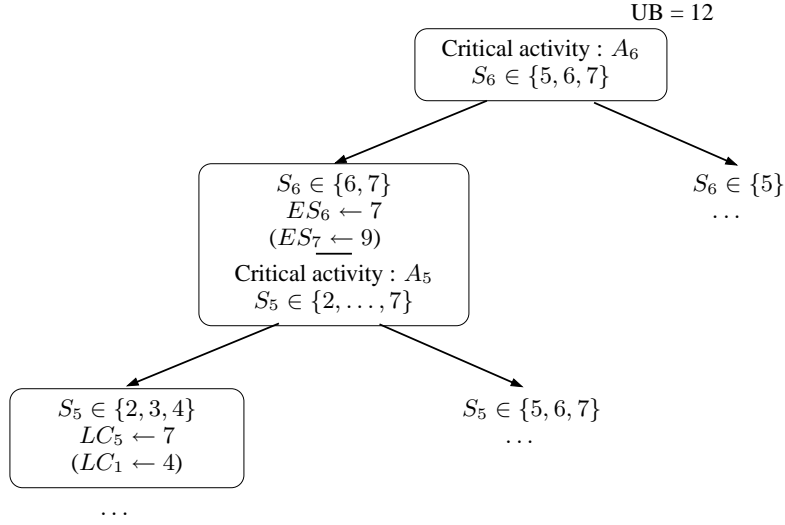 UB = 12
Critical activity : A₆
S₆ ∈ {5, 6, 7}
S₆ ∈ {6, 7}
ES₆ ← 7
(ES₇ ← 9)
Critical activity : A₅
S₅ ∈ {2, . . . , 7}
S₆ ∈ {5}
. . .
S₅ ∈ {2, 3, 4}
LC₅ ← 7
(LC₁ ← 4)
. . .
S₅ ∈ {5, 6, 7}
. . .